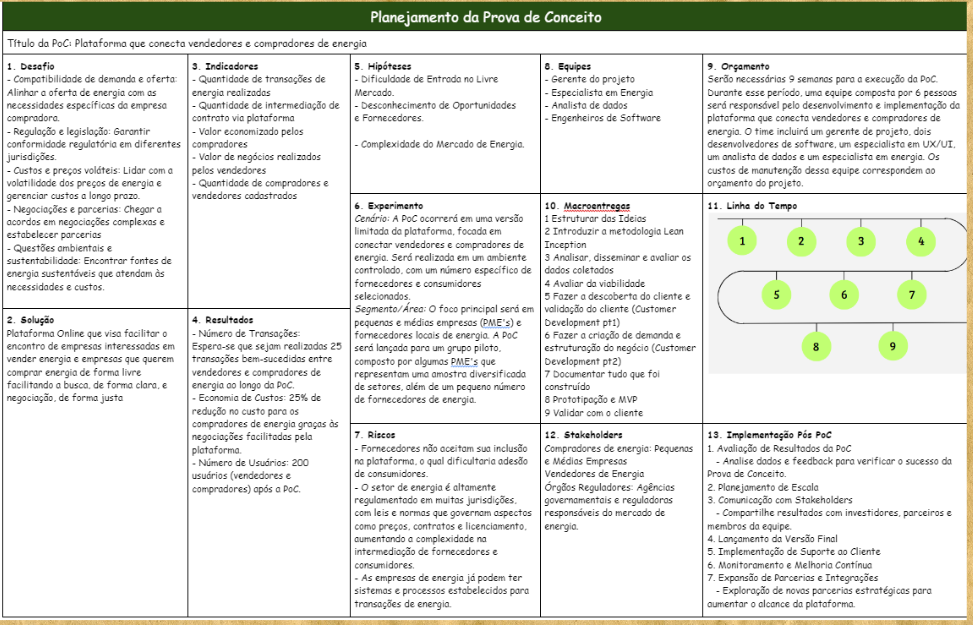 Planejamento da Prova de Conceito
Título da PoC: Plataforma que conecta vendedores e compradores de energia
1. Desafio
- Compatibilidade de demanda e oferta:
Alinhar a oferta de energia com as
necessidades específicas da empresa
compradora.
- Regulação e legislação: Garantir
conformidade regulatória em diferentes
jurisdições.
- Custos e preços voláteis: Lidar com a
volatilidade dos preços de energia e
gerenciar custos a longo prazo.
- Negociações e parcerias: Chegar a
acordos em negociações complexas e
estabelecer parcerias
- Questões ambientais e
sustentabilidade: Encontrar fontes de
energia sustentáveis que atendam às
necessidades e custos.
2. Solução
Plataforma Online que visa facilitar o
encontro de empresas interessadas em
vender energia e empresas que querem
comprar energia de forma livre
facilitando a busca, de forma clara, e
negociação, de forma justa
3. Indicadores
- Quantidade de transações de
energia realizadas
- Quantidade de intermediação de
contrato via plataforma
- Valor economizado pelos
compradores
- Valor de negócios realizados
pelos vendedores
- Quantidade de compradores e
vendedores cadastrados
4. Resultados
- Número de Transações:
Espera-se que sejam realizadas 25
transações bem-sucedidas entre
vendedores e compradores de
energia ao longo da PoC.
- Economia de Custos: 25% de
redução no custo para os
compradores de energia graças às
negociações facilitadas pela
plataforma.
- Número de Usuários: 200
usuários (vendedores e
compradores) após a PoC.
5. Hipóteses
- Dificuldade de Entrada no Livre
Mercado.
- Desconhecimento de Oportunidades
e Fornecedores.
- Complexidade do Mercado de Energia.
6. Experimento
Cenário: A PoC ocorrerá em uma versão
limitada da plataforma, focada em
conectar vendedores e compradores de
energia. Será realizada em um ambiente
controlado, com um número específico de
fornecedores e consumidores
selecionados.
Segmento/Área: O foco principal será em
pequenas e médias empresas (PME's) e
fornecedores locais de energia. A PoC
será lançada para um grupo piloto,
composto por algumas PME's que
representam uma amostra diversificada
de setores, além de um pequeno número
de fornecedores de energia.
7. Riscos
- Fornecedores não aceitam sua inclusão
na plataforma, o qual dificultaria adesão
de consumidores.
- O setor de energia é altamente
regulamentado em muitas jurisdições,
com leis e normas que governam aspectos
como preços, contratos e licenciamento,
aumentando a complexidade na
intermediação de fornecedores e
consumidores.
- As empresas de energia já podem ter
sistemas e processos estabelecidos para
transações de energia.
8. Equipes
- Gerente do projeto
- Especialista em Energia
- Analista de dados
- Engenheiros de Software
10. Macroentregas
1 Estruturar das Ideias
2 Introduzir a metodologia Lean
Inception
3 Analisar, disseminar e avaliar os
dados coletados
4 Avaliar da viabilidade
5 Fazer a descoberta do cliente e
validação do cliente (Customer
Development pt1)
6 Fazer a criação de demanda e
estruturação do negócio (Customer
Development pt2)
7 Documentar tudo que foi
construído
8 Prototipação e MVP
9 Validar com o cliente
12. Stakeholders
Compradores de energia: Pequenas
e Médias Empresas
Vendedores de Energia
Órgãos Reguladores: Agências
governamentais e reguladoras
responsáveis do mercado de
energia.
9. Orçamento
Serão necessárias 9 semanas para a execução da PoC.
Durante esse período, uma equipe composta por 6 pessoas
será responsável pelo desenvolvimento e implementação da
plataforma que conecta vendedores e compradores de
energia. O time incluirá um gerente de projeto, dois
desenvolvedores de software, um especialista em UX/UI,
um analista de dados e um especialista em energia. Os
custos de manutenção dessa equipe correspondem ao
orçamento do projeto.
11. Linha do Tempo
1 2 3 4
5 6 7
8 9
13. Implementação Pós PoC
1. Avaliação de Resultados da PoC
- Analise dados e feedback para verificar o sucesso da
Prova de Conceito.
2. Planejamento de Escala
3. Comunicação com Stakeholders
- Compartilhe resultados com investidores, parceiros e
membros da equipe.
4. Lançamento da Versão Final
5. Implementação de Suporte ao Cliente
6. Monitoramento e Melhoria Contínua
7. Expansão de Parcerias e Integrações
- Exploração de novas parcerias estratégicas para
aumentar o alcance da plataforma.